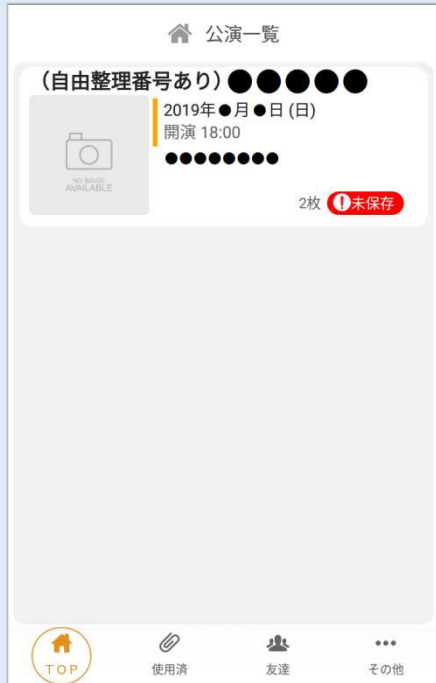 公演一覧
（自由整理番号あり）●●●●●
2019年●月●日 (日)
開演 18:00
●●●●●●●●
NO IMAGE
AVAILABLE
2枚 !未保存
TOP
使用済
友達
その他